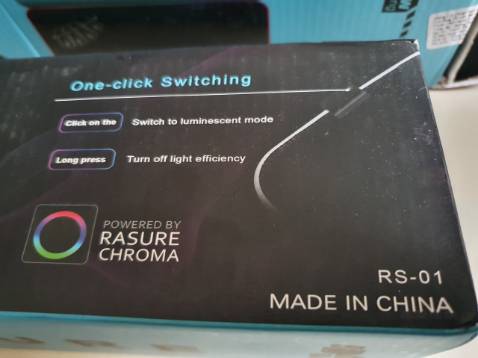 One-click Switching
Click on the Switch to luminescent mode
Long press Turn off light efficiency
POWERED BY
RASURE
CHROMA
RS-01
MADE IN CHINA